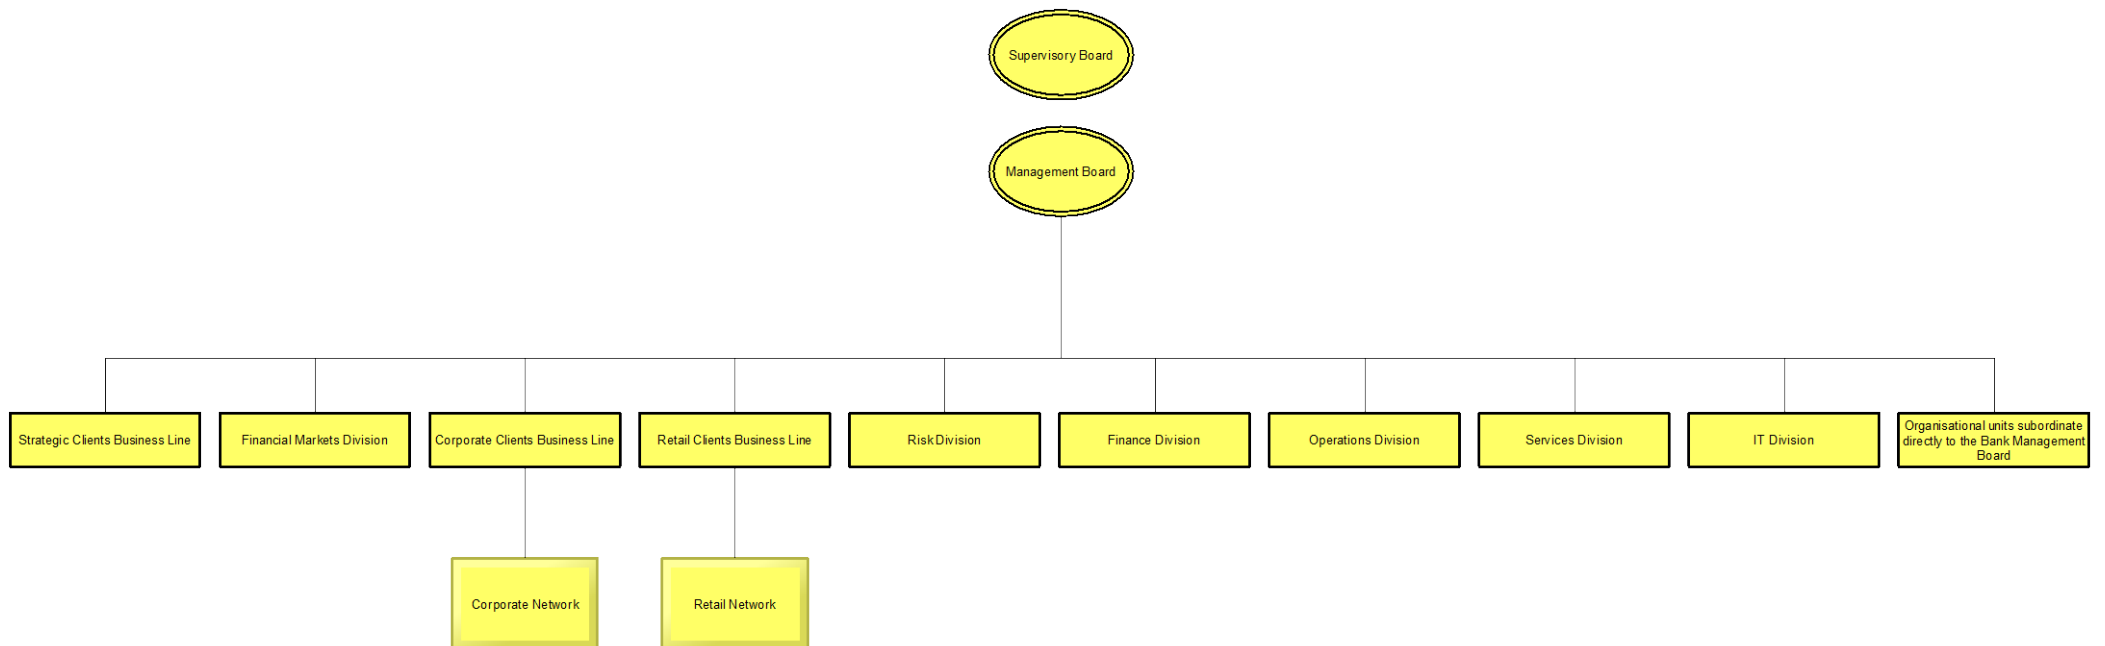 Supervisory Board
Management Board
Strategic Clients Business Line
Financial Markets Division
Corporate Clients Business Line
Retail Clients Business Line
Risk Division
Finance Division
Operations Division
Services Division
IT Division
Organisational units subordinate
directly to the Bank Management
Board
Corporate Network
Retail Network